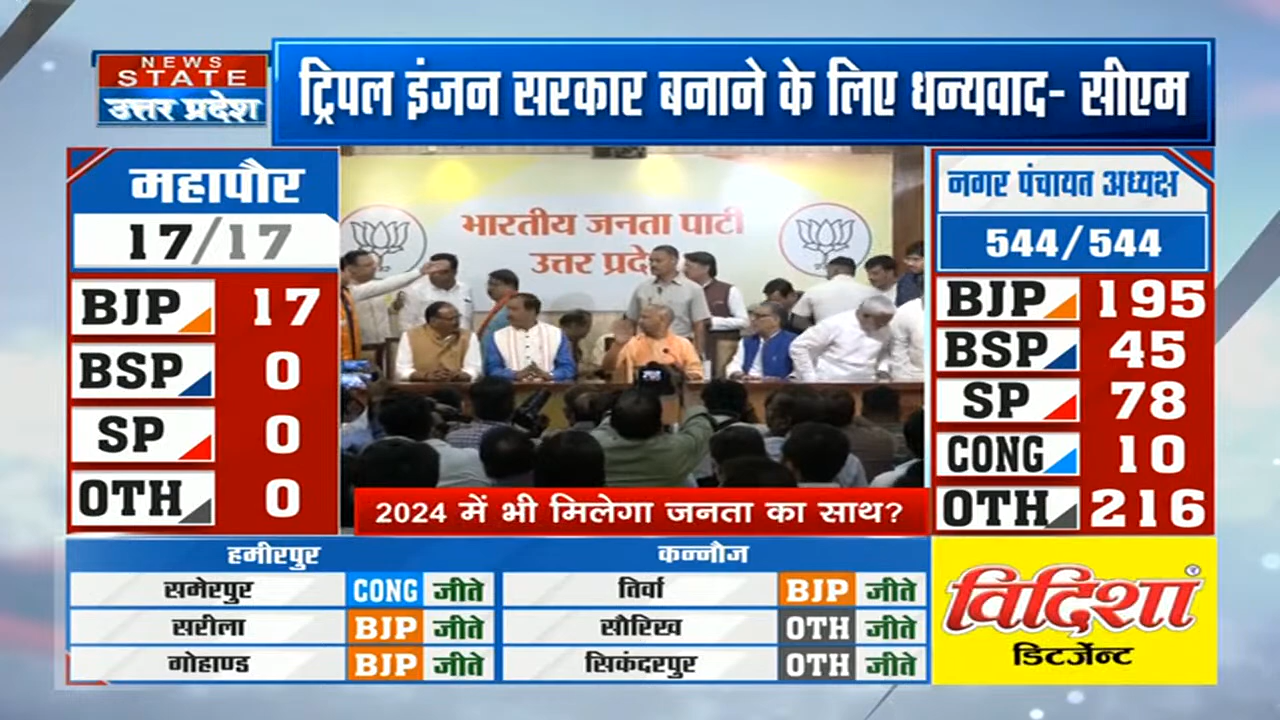 NEWS
STATE
उत्तर प्रदेश
ट्रिपल इंजन सरकार बनाने के लिए धन्यवाद- सीएम
महापौर
17/17
BJP 17
BSP 0
SP 0
OTH 0
भारतीय जनता पार्टी
उत्तर प्रदे
2024 में भी मिलेगा जनता का साथ?
नगर पंचायत अध्यक्ष
544/544
BJP 195
BSP 45
SP 78
CONG 10
OTH 216
हमीरपुर
समेरपुर CONG जीते
सरीला BJP जीते
गोहाण्ड BJP जीते
कन्नौज
तिर्वा BJP जीते
सौरिख OTH जीते
सिकंदरपुर OTH जीते
विदिशा
डिटर्जेन्ट